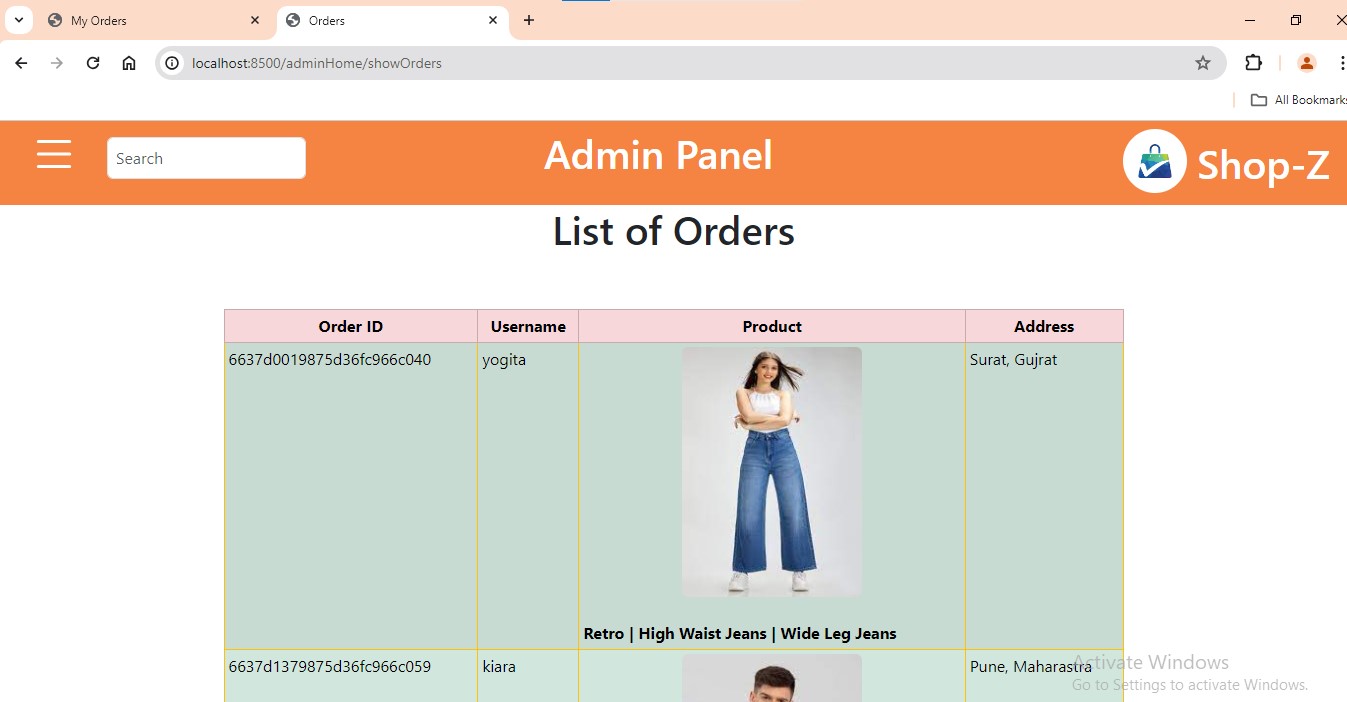 My Orders
Orders
localhost:8500/adminHome/showOrders
All Bookmarks
Search
Admin Panel
Shop-Z
List of Orders
Order ID Username Product Address
6637d0019875d36fc966c040 yogita Surat, Gujrat
Retro | High Waist Jeans | Wide Leg Jeans
6637d1379875d36fc966c059 kiara Pune, Maharastra
Activate Windows
Go to Settings to activate Windows.